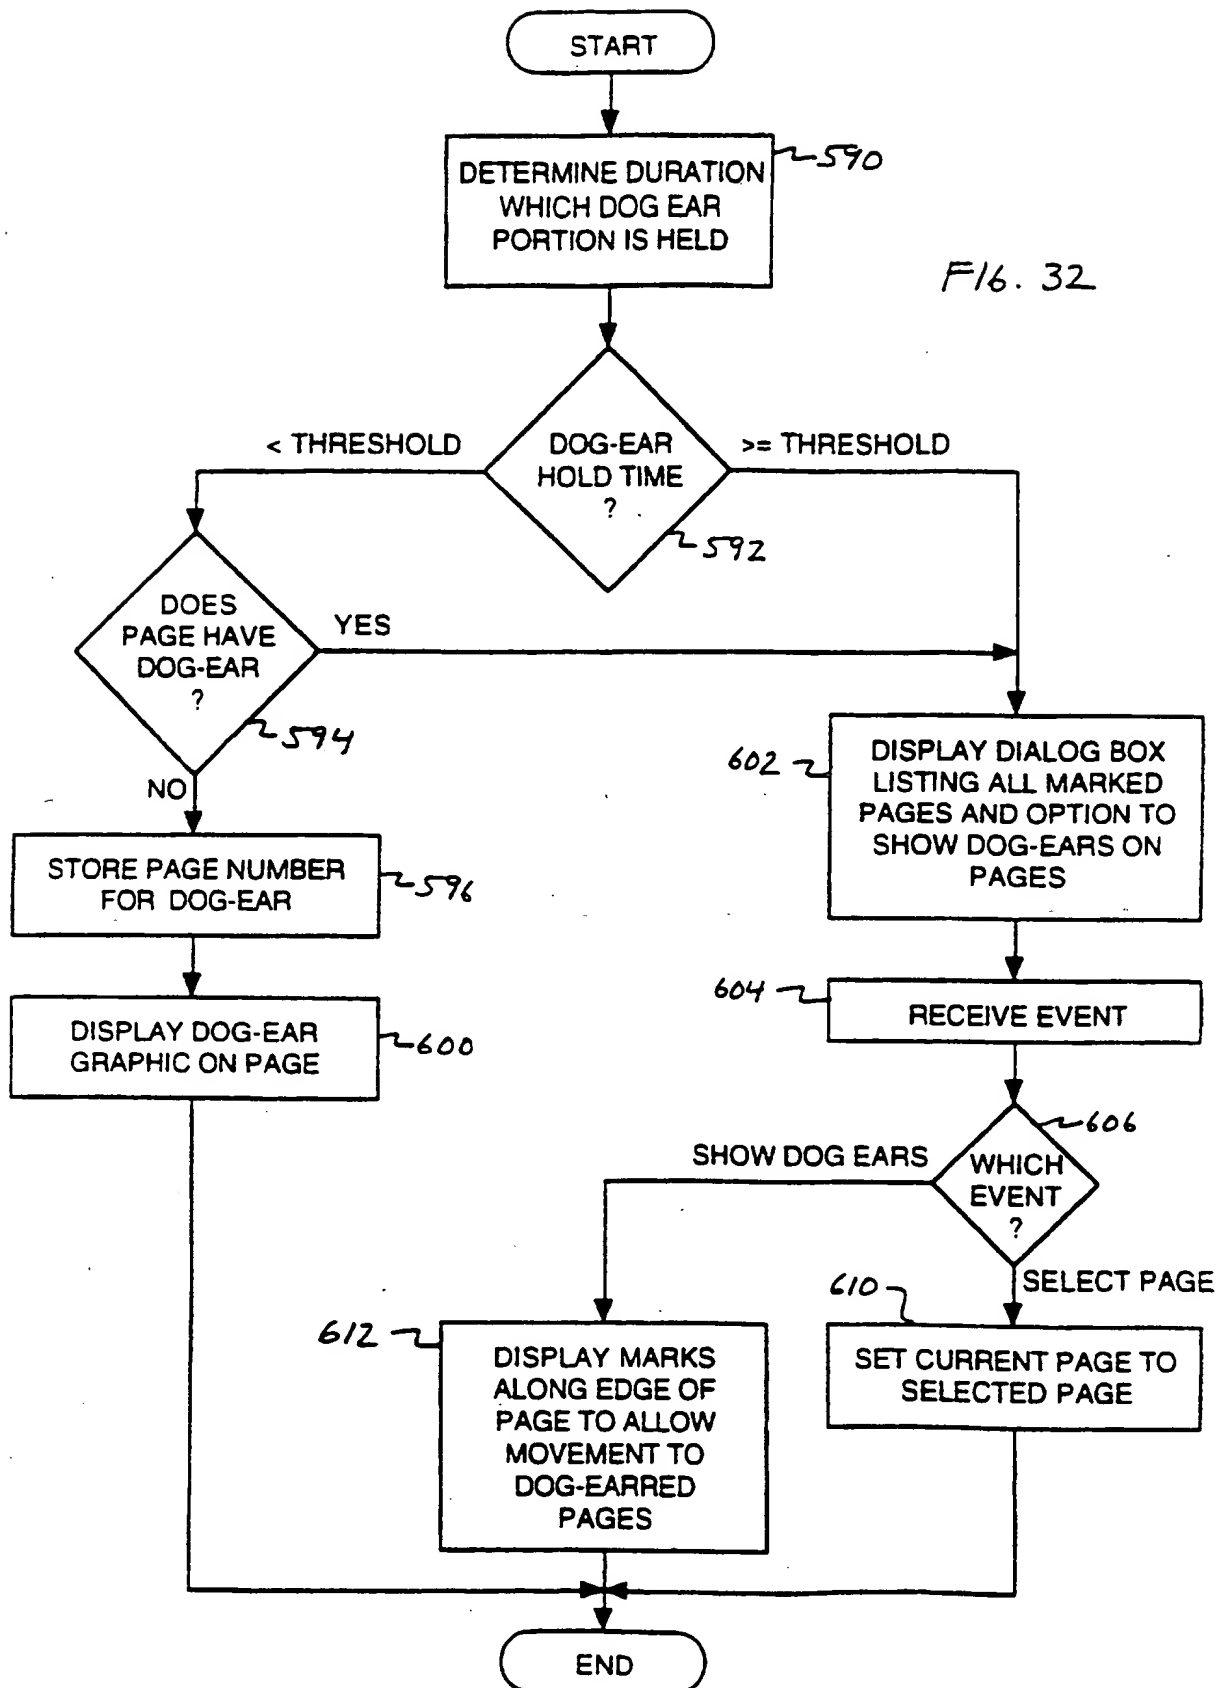 START
590
DETERMINE DURATION
WHICH DOG EAR
PORTION IS HELD
FIG. 32
< THRESHOLD
DOG-EAR
HOLD TIME
?
>= THRESHOLD
592
DOES
PAGE HAVE
DOG-EAR
?
YES
594
NO
602
DISPLAY DIALOG BOX
LISTING ALL MARKED
PAGES AND OPTION TO
SHOW DOG-EARS ON
PAGES
STORE PAGE NUMBER
FOR DOG-EAR
596
604
RECEIVE EVENT
DISPLAY DOG-EAR
GRAPHIC ON PAGE
600
606
SHOW DOG EARS
WHICH
EVENT
?
SELECT PAGE
610
612
DISPLAY MARKS
ALONG EDGE OF
PAGE TO ALLOW
MOVEMENT TO
DOG-EARRED
PAGES
SET CURRENT PAGE TO
SELECTED PAGE
END